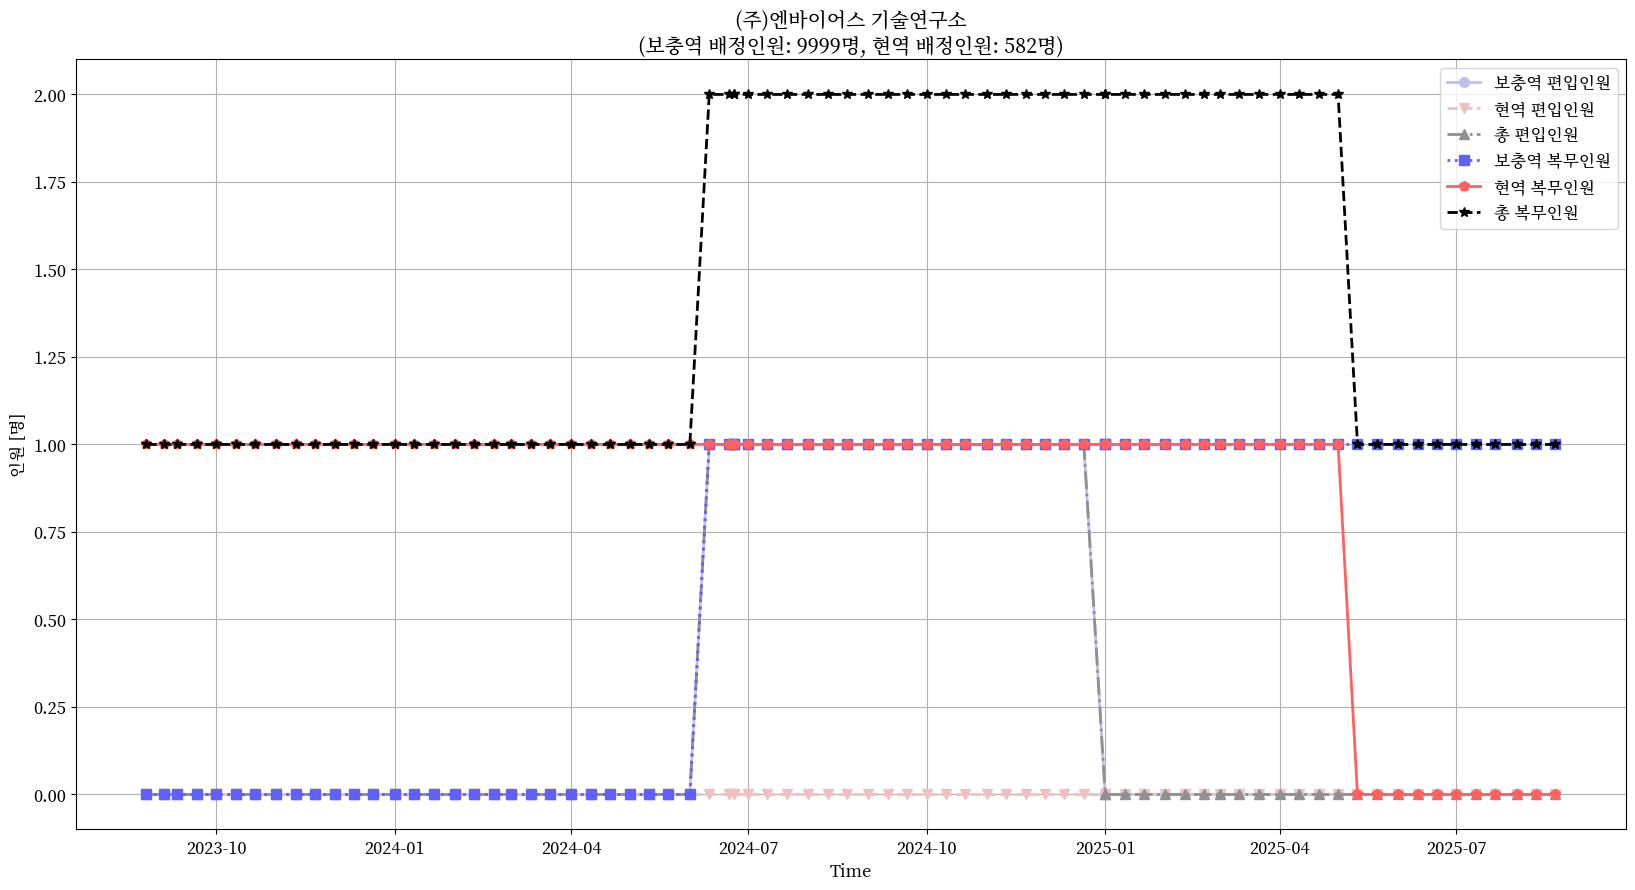 (주)엔바이어스 기술연구소
(보충역 배정인원: 9999명, 현역 배정인원: 582명)
보충역 편입인원
현역 편입인원
총 편입인원
보충역 복무인원
현역 복무인원
총 복무인원
2.00
1.75
1.50
1.25
1.00
0.75
0.50
0.25
0.00
인원 [명]
2023-10
2024-01
2024-04
2024-07
2024-10
2025-01
2025-04
2025-07
Time